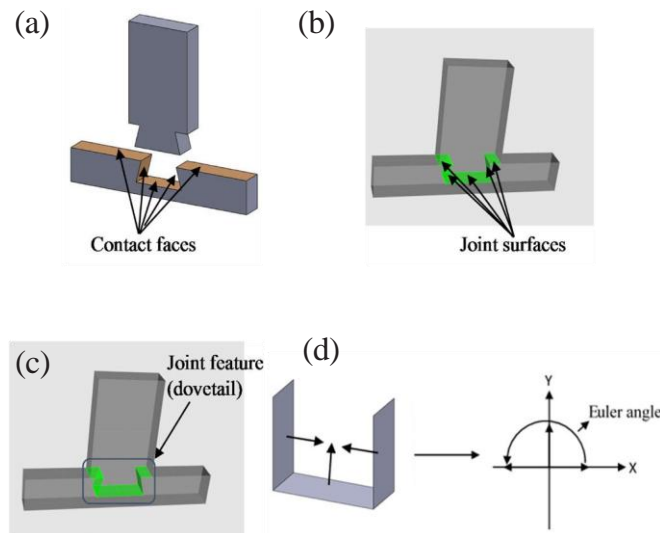 (a)
Contact faces
(b)
Joint surfaces
(c)
Joint feature
(dovetail)
(d)
Y
Euler angle
X